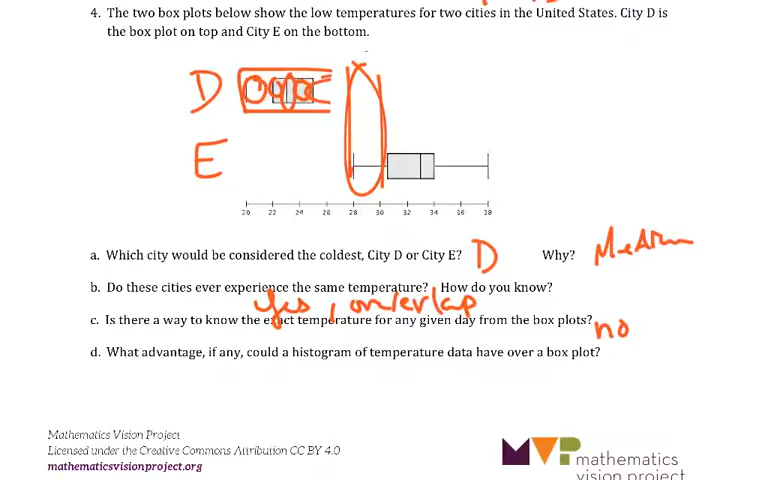 4. The two box plots below show the low temperatures for two cities in the United States. City D is
the box plot on top and City E on the bottom.
D
E
20 22 24 26 28 30 32 34 36 38
a. Which city would be considered the coldest, City D or City E? D Why? Median
b. Do these cities ever experience the same temperature? How do you know?
yes, overlap
c. Is there a way to know the exact temperature for any given day from the box plots? no
d. What advantage, if any, could a histogram of temperature data have over a box plot?
Mathematics Vision Project
Licensed under the Creative Commons Attribution CC BY 4.0
mathematicsvisionproject.org
MVP mathematics
vision project